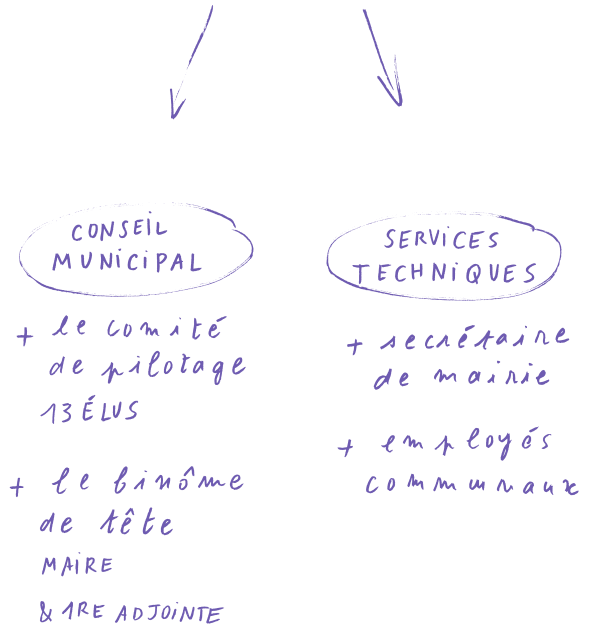 CONSEIL
MUNICIPAL
+ le comité
de pilotage
13 ÉLUS
+ le binôme
de tête
MAIRE
& 1RE ADJOINTE
SERVICES
TECHNIQUES
+ secrétaire
de mairie
+ employés
communaux